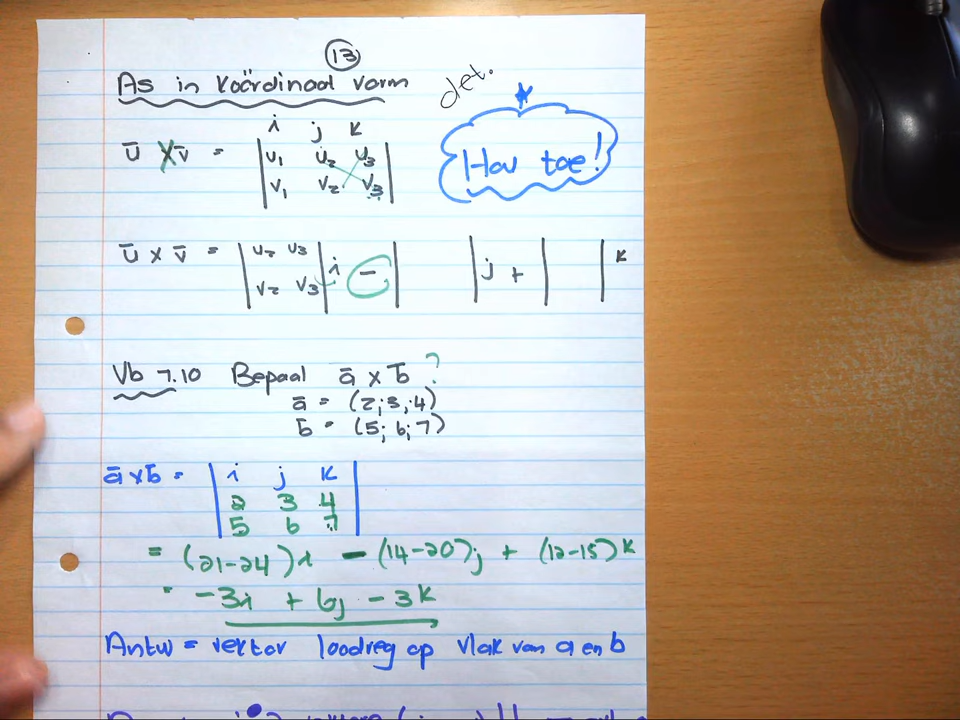 13
As in koördinaat vorm
det.
Hou toe!
i j k
ū x v̄ = | u₁ u₂ u₃ |
| v₁ v₂ v₃ |
ū x v̄ = | u₂ u₃ | i - | | j + | | k
| v₂ v₃ |
Vb 7.10 Bepaal ā x b̄ ?
ā = (2;3;4)
b̄ = (5;6;7)
ā x b̄ = | i j k |
| 2 3 4 |
| 5 6 7 |
= (21-24)i - (14-20)j + (12-15)k
= -3i + 6j - 3k
Antw = vektor loodreg op vlak van a en b